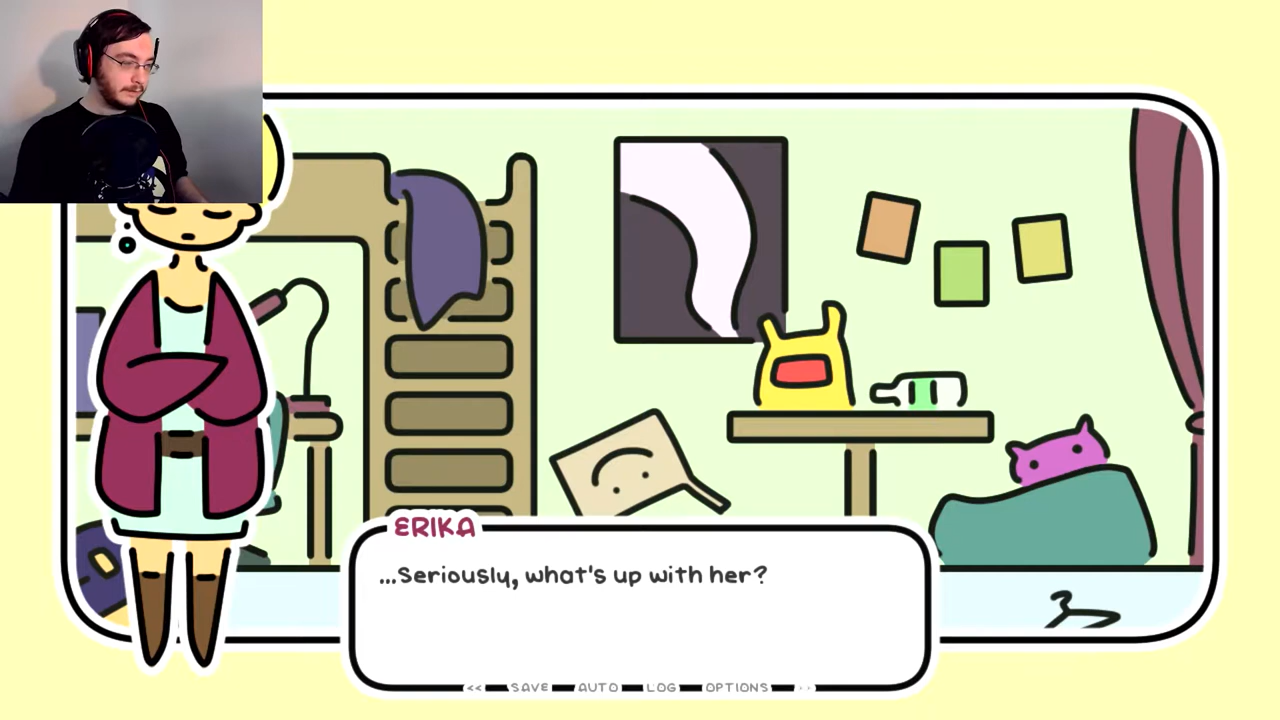 ERIKA
...Seriously, what's up with her?
<< SAVE AUTO LOG OPTIONS >>